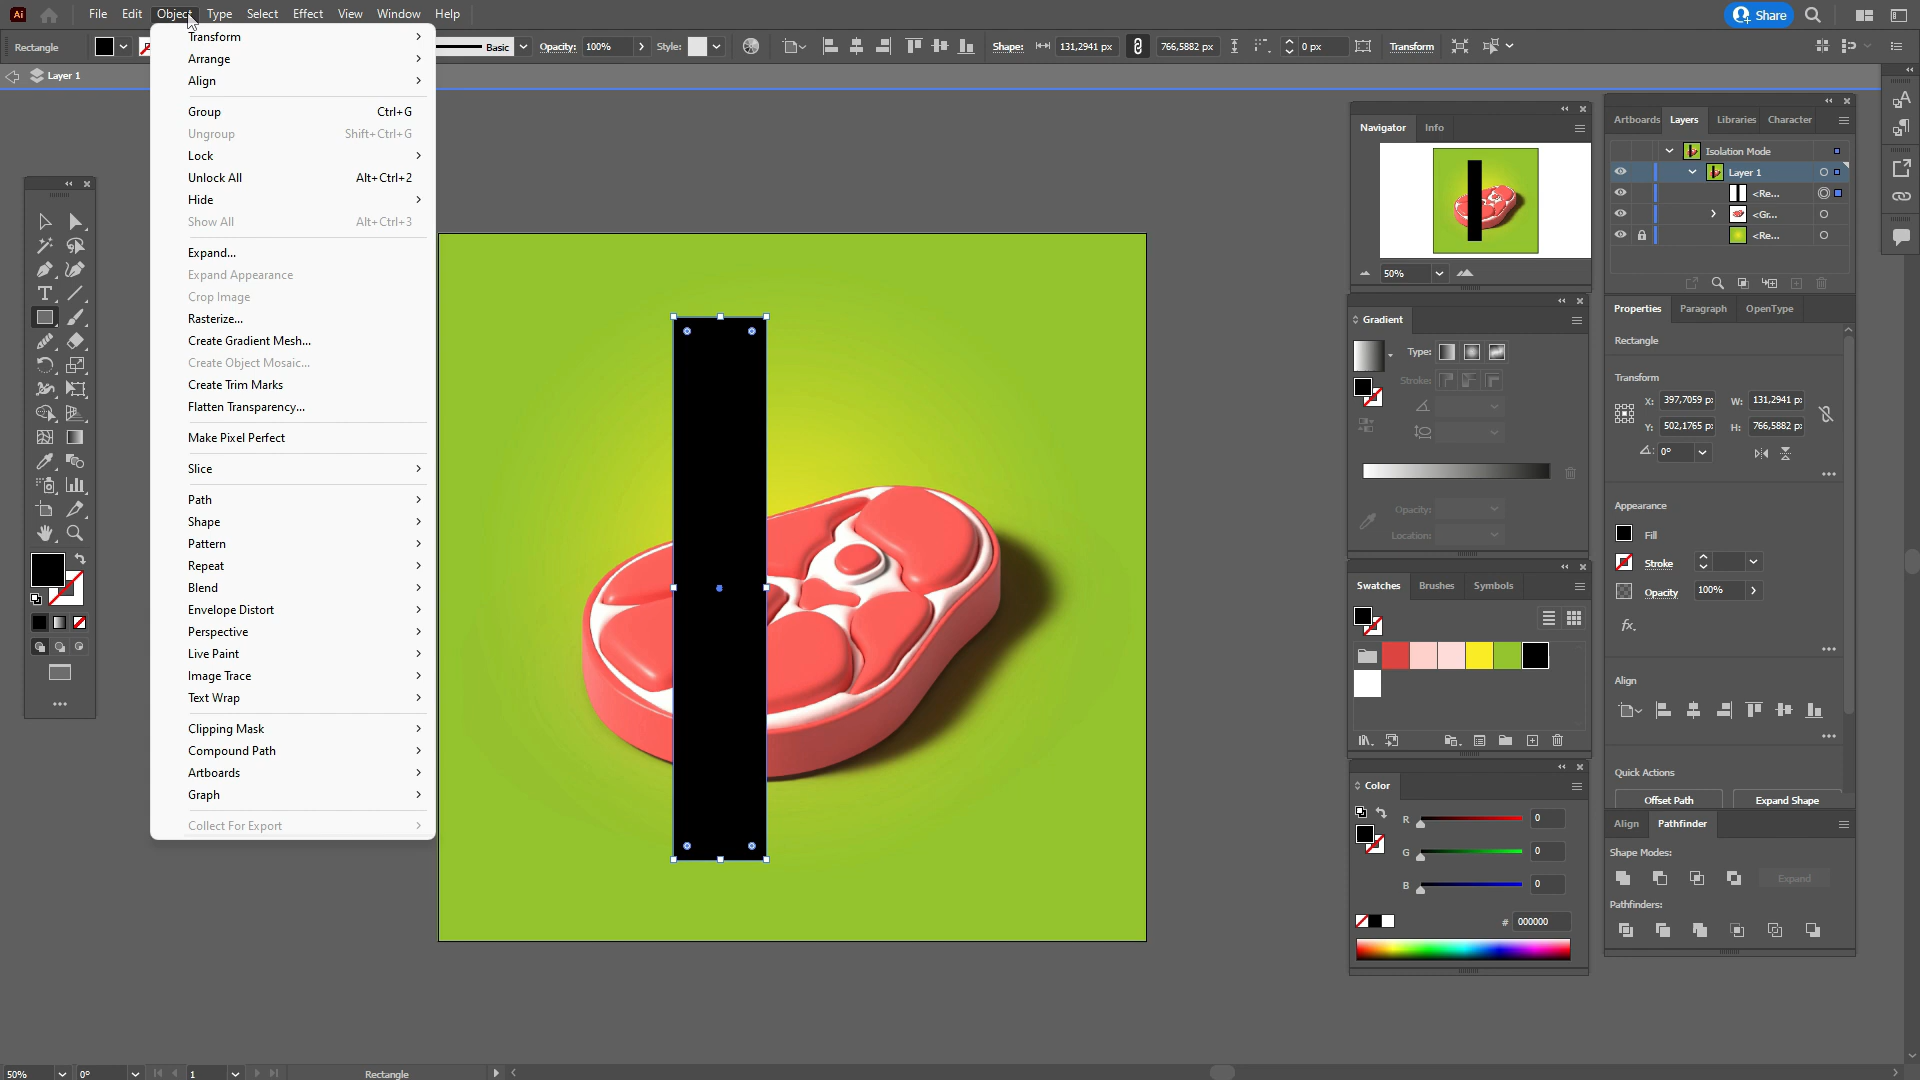 Ai File Edit Object Type Select Effect View Window Help Share
Rectangle Basic Opacity: 100% Style: Shape: 131,2941 px 766,5882 px 0 px Transform
Layer 1
Transform
Arrange
Align
Group Ctrl+G
Ungroup Shift+Ctrl+G
Lock
Unlock All Alt+Ctrl+2
Hide
Show All Alt+Ctrl+3
Expand...
Expand Appearance
Crop Image
Rasterize...
Create Gradient Mesh...
Create Object Mosaic...
Create Trim Marks
Flatten Transparency...
Make Pixel Perfect
Slice
Path
Shape
Pattern
Repeat
Blend
Envelope Distort
Perspective
Live Paint
Image Trace
Text Wrap
Clipping Mask
Compound Path
Artboards
Graph
Collect For Export
Navigator Info
50%
Gradient
Type:
Stroke:
Opacity:
Location:
Swatches Brushes Symbols
Color
R 0
G 0
B 0
# 000000
Artboards Layers Libraries Character
Isolation Mode
Layer 1
<Re...
<Gr...
<Re...
Properties Paragraph OpenType
Rectangle
Transform
X: 397,7059 p W: 131,2941 p
Y: 502,1765 p H: 766,5882 p
0°
Appearance
Fill
Stroke
Opacity 100%
fx.
Align
Quick Actions
Offset Path Expand Shape
Align Pathfinder
Shape Modes:
Expand
Pathfinders:
50% 0° 1 Rectangle